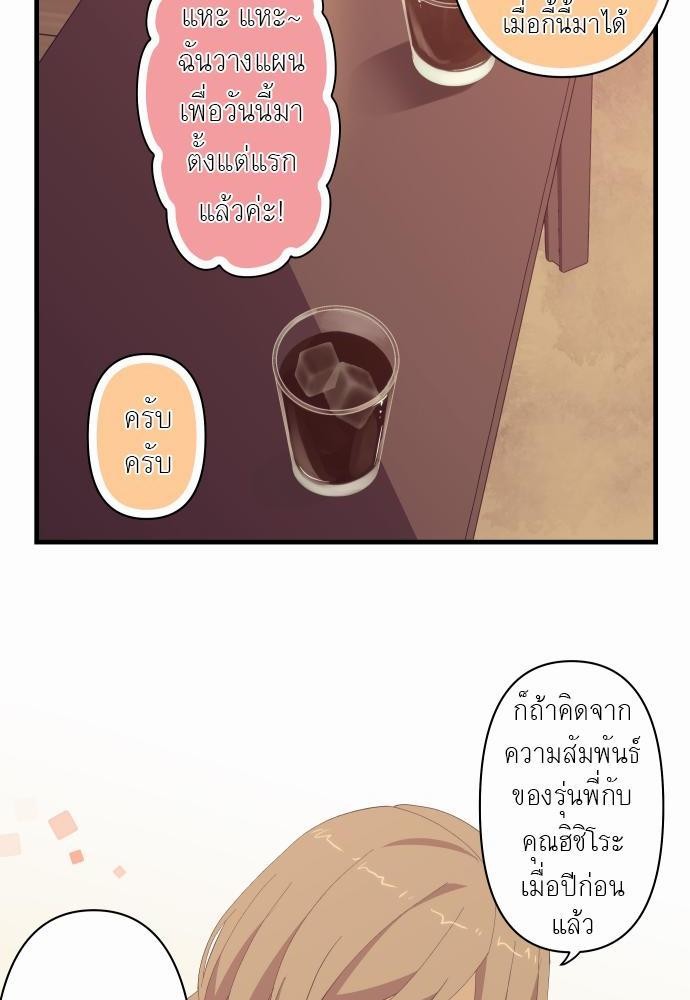 เมื่อกี้นี้มาได้
แหะ แหะ~
ฉันวางแผน
เพื่อวันนี้มา
ตั้งแต่แรก
แล้วค่ะ!
ครับ
ครับ
ก็ถ้าคิดจาก
ความสัมพันธ์
ของรุ่นพี่กับ
คุณฮิชิโระ
เมื่อปีก่อน
แล้ว